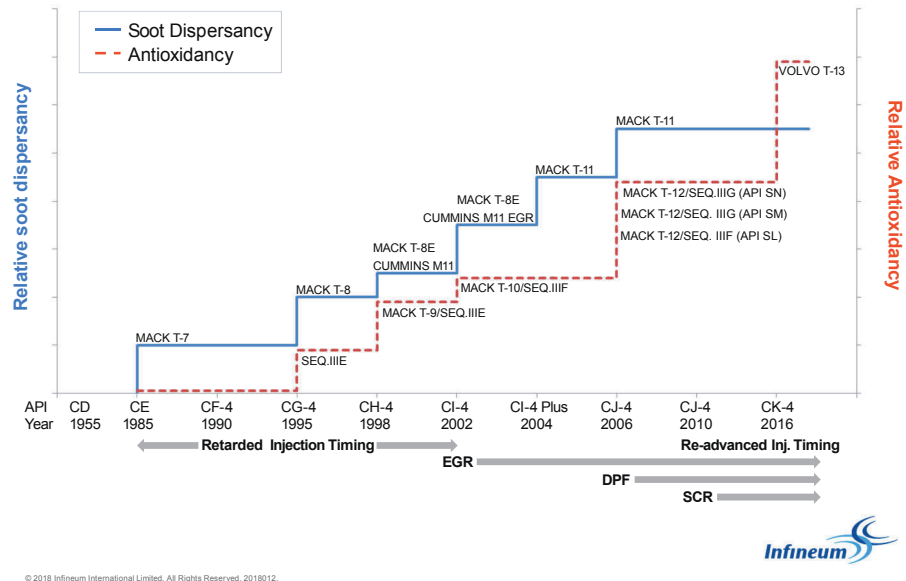 Soot Dispersancy
Antioxidancy
Relative soot dispersancy
Relative Antioxidancy
VOLVO T-13
MACK T-11
MACK T-11
MACK T-12/SEQ.IIIG (API SN)
MACK T-12/SEQ. IIIG (API SM)
MACK T-12/SEQ. IIIF (API SL)
MACK T-8E
CUMMINS M11 EGR
MACK T-8E
CUMMINS M11
MACK T-10/SEQ.IIIF
MACK T-8
MACK T-9/SEQ.IIIE
MACK T-7
SEQ.IIIE
API CD CE CF-4 CG-4 CH-4 CI-4 CI-4 Plus CJ-4 CJ-4 CK-4
Year 1955 1985 1990 1995 1998 2002 2004 2006 2010 2016
Retarded Injection Timing Re-advanced Inj. Timing
EGR
DPF
SCR
Infineum
© 2018 Infineum International Limited. All Rights Reserved. 2018012.